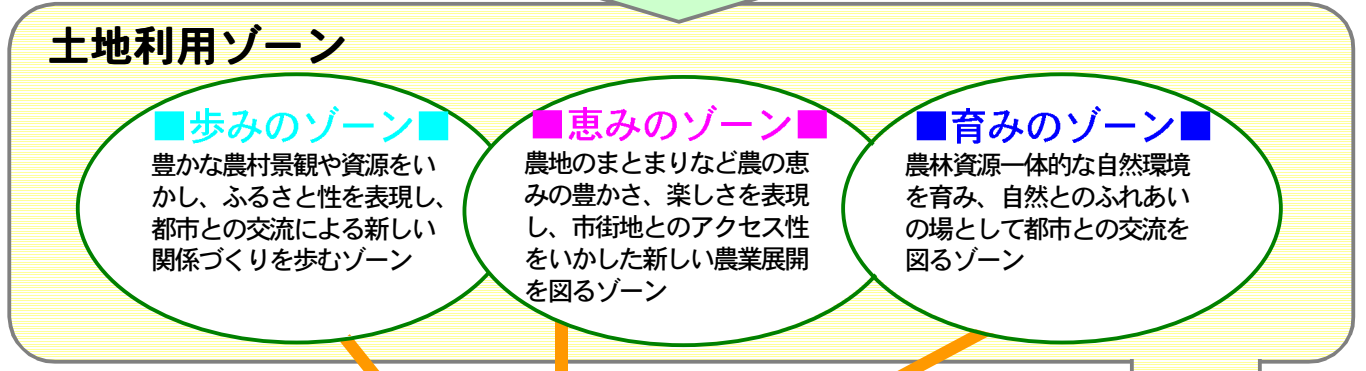 土地利用ゾーン
■歩みのゾーン■
豊かな農村景観や資源をい
かし、ふるさと性を表現し、
都市との交流による新しい
関係づくりを歩むゾーン
■恵みのゾーン■
農地のまとまりなど農の恵
みの豊かさ、楽しさを表現
し、市街地とのアクセス性
をいかした新しい農業展開
を図るゾーン
■育みのゾーン■
農林資源一体的な自然環境
を育み、自然とのふれあい
の場として都市との交流を
図るゾーン